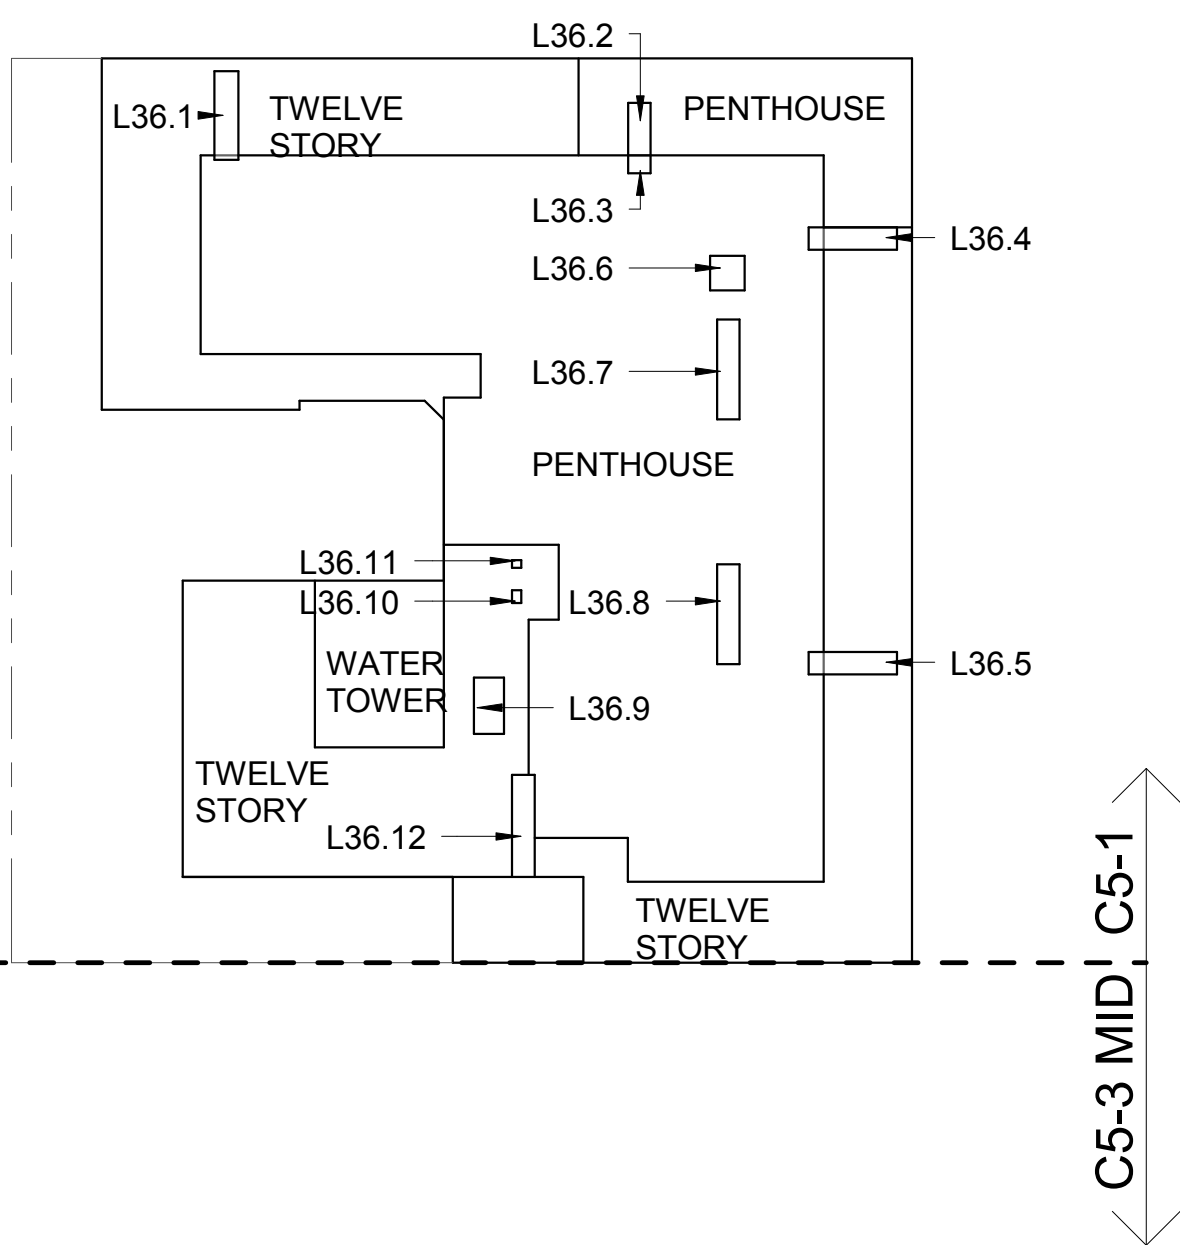 L36.2
L36.1
TWELVE
STORY
PENTHOUSE
L36.3
L36.4
L36.6
L36.7
PENTHOUSE
L36.11
L36.10
L36.8
WATER
TOWER
L36.5
L36.9
TWELVE
STORY
L36.12
TWELVE
STORY
C5-1
C5-3 MID